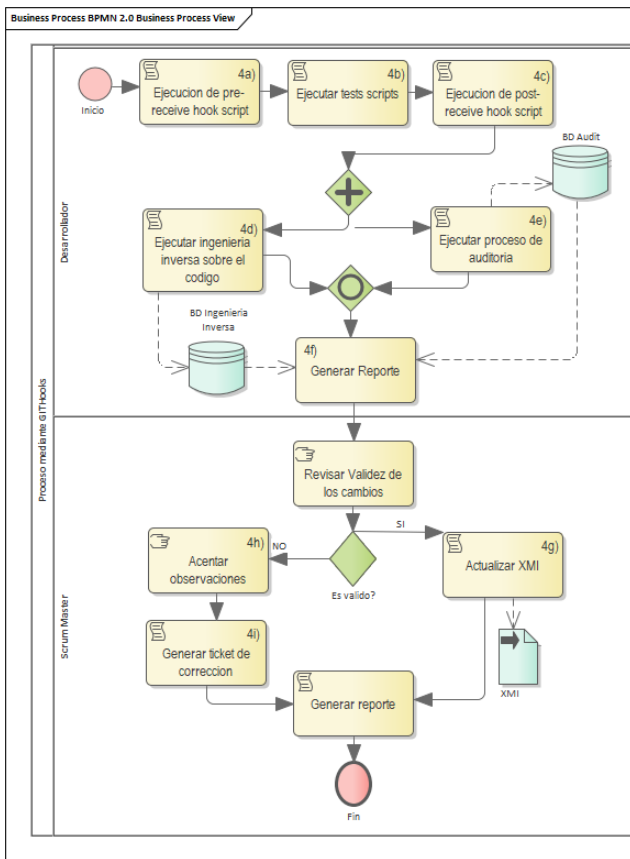 Business Process BPMN 2.0 Business Process View
Proceso mediante GITHooks
Desarrollador
Inicio
4a)
Ejecucion de pre-
receive hook script
4b)
Ejecutar tests scripts
4c)
Ejecucion de post-
receive hook script
BD Audit
4d)
Ejecutar ingenieria
inversa sobre el
codigo
4e)
Ejecutar proceso de
auditoria
BD Ingenieria
Inversa
4f)
Generar Reporte
Scrum Master
Revisar Validez de
los cambios
SI
NO
4h)
Acentar
observaciones
Es valido?
4g)
Actualizar XMI
4i)
Generar ticket de
correccion
Generar reporte
XMI
Fin